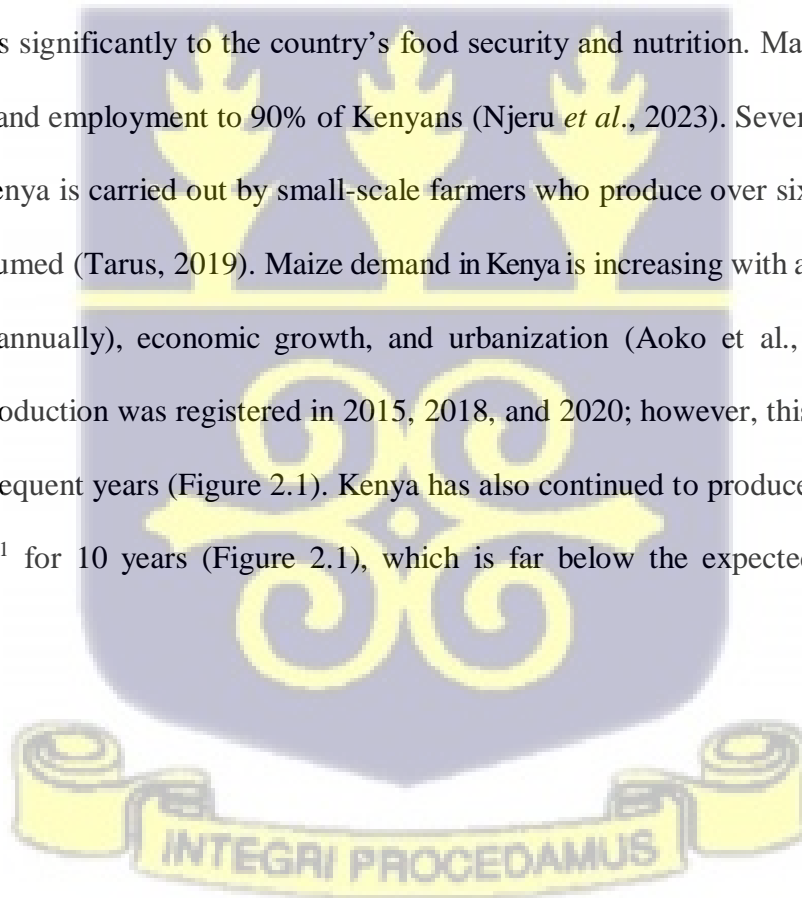 s significantly to the country’s food security and nutrition. Ma
and employment to 90% of Kenyans (Njeru et al., 2023). Sever
enya is carried out by small-scale farmers who produce over six
umed (Tarus, 2019). Maize demand in Kenya is increasing with a
annually), economic growth, and urbanization (Aoko et al.,
oduction was registered in 2015, 2018, and 2020; however, this
equent years (Figure 2.1). Kenya has also continued to produce
1 for 10 years (Figure 2.1), which is far below the expected
INTEGRI PROCEDAMUS